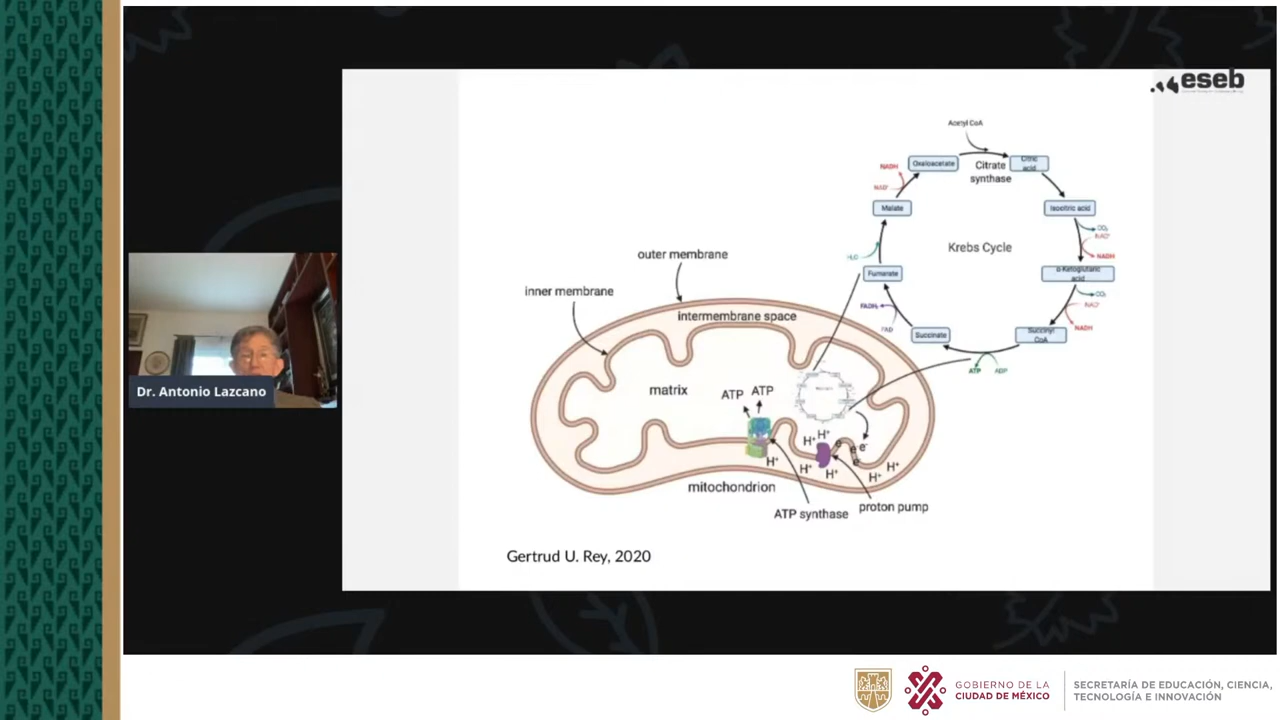 eseb
Acetyl CoA
Oxaloacetate
Citrate
synthase
Citric
acid
NADH
NAD⁺
Malate
Isocitric acid
CO₂
NAD⁺
NADH
Krebs Cycle
H₂O
Fumarate
α-Ketoglutaric
acid
CO₂
NAD⁺
NADH
FADH₂
FAD
Succinate
Succinyl
CoA
ATP
ADP
outer membrane
inner membrane
intermembrane space
matrix
ATP
ATP
H⁺
H⁺
e⁻
e⁻
e⁻
e⁻
H⁺
H⁺
H⁺
H⁺
H⁺
mitochondrion
ATP synthase
proton pump
Gertrud U. Rey, 2020
Dr. Antonio Lazcano
GOBIERNO DE LA
CIUDAD DE MÉXICO
SECRETARÍA DE EDUCACIÓN, CIENCIA,
TECNOLOGÍA E INNOVACIÓN